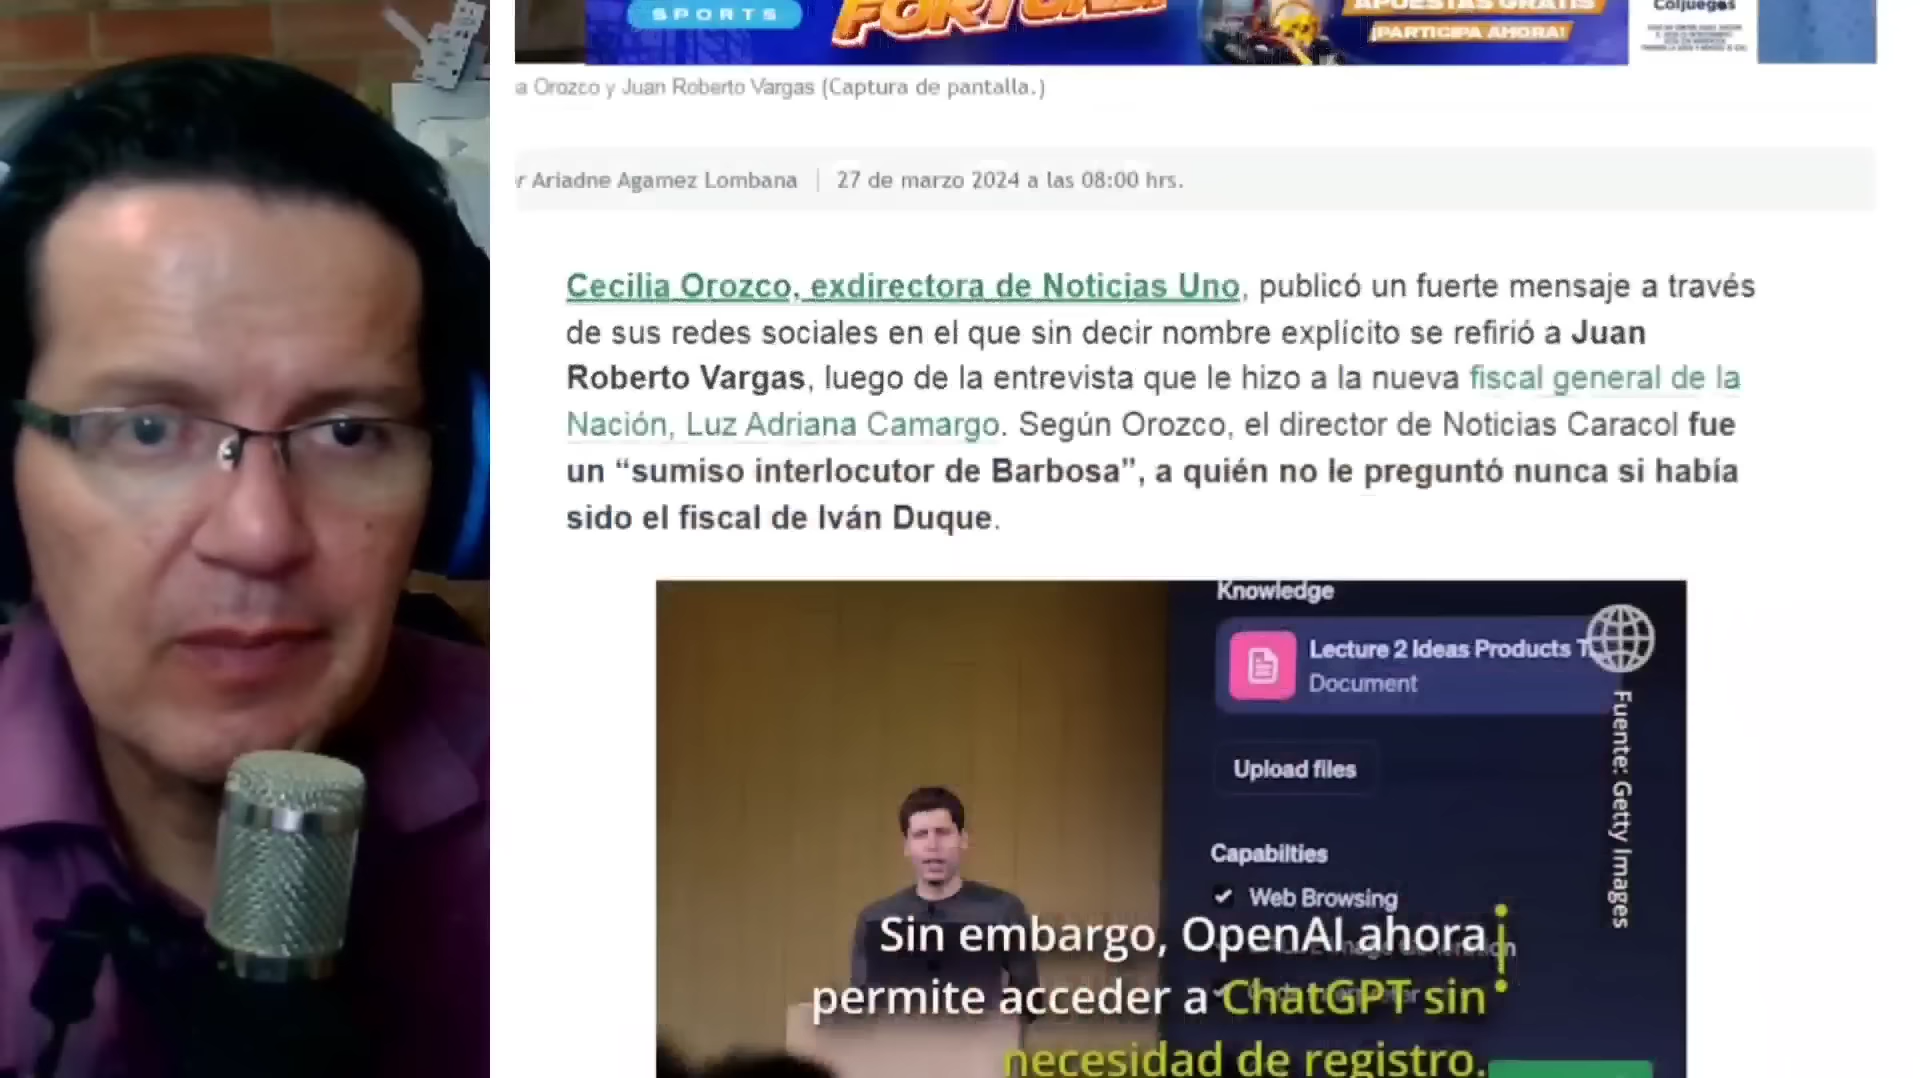 SPORTS
FORTUNA
APUESTAS GRATIS
¡PARTICIPA AHORA!
Coljuegos
a Orozco y Juan Roberto Vargas (Captura de pantalla.)
r Ariadne Agamez Lombana | 27 de marzo 2024 a las 08:00 hrs.
Cecilia Orozco, exdirectora de Noticias Uno, publicó un fuerte mensaje a través
de sus redes sociales en el que sin decir nombre explícito se refirió a Juan
Roberto Vargas, luego de la entrevista que le hizo a la nueva fiscal general de la
Nación, Luz Adriana Camargo. Según Orozco, el director de Noticias Caracol fue
un “sumiso interlocutor de Barbosa”, a quién no le preguntó nunca si había
sido el fiscal de Iván Duque.
Knowledge
Lecture 2 Ideas Products T
Document
Upload files
Capabilties
Web Browsing
Fuente: Getty Images
Sin embargo, OpenAI ahora
permite acceder a ChatGPT sin
necesidad de registro.